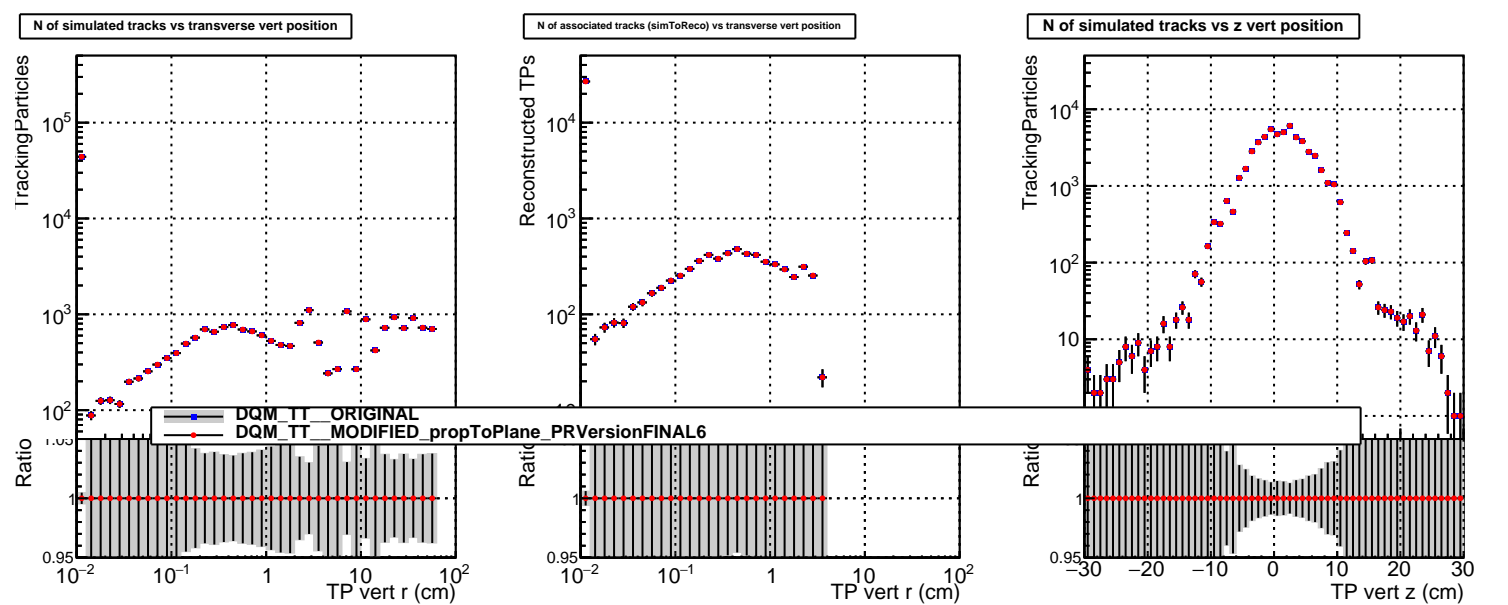 N of simulated tracks vs transverse vert position
TrackingParticles
10^5
10^4
10^3
10^2
Ratio
1
0.95
10^−2 10^−1 1 10 10^2
TP vert r (cm)
N of associated tracks (simToReco) vs transverse vert position
Reconstructed TPs
10^4
10^3
10^2
Ratio
1
0.95
10^−2 10^−1 1 10 10^2
TP vert r (cm)
N of simulated tracks vs z vert position
TrackingParticles
10^4
10^3
10^2
10
Ratio
1
0.95
−30 −20 −10 0 10 20 30
TP vert z (cm)
DQM_TT__ORIGINAL
DQM_TT__MODIFIED_propToPlane_PRVersionFINAL6